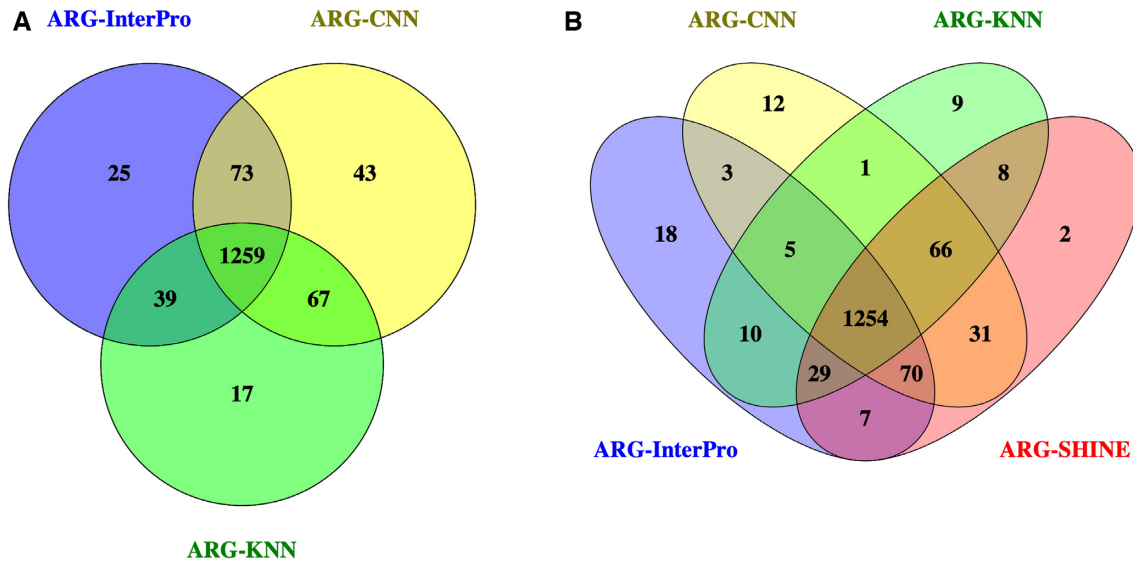 A
ARG-InterPro
ARG-CNN
25
73
43
1259
39
67
17
ARG-KNN
B
ARG-CNN
ARG-KNN
12
9
3
1
8
18
5
66
2
10
1254
31
29
70
7
ARG-InterPro
ARG-SHINE